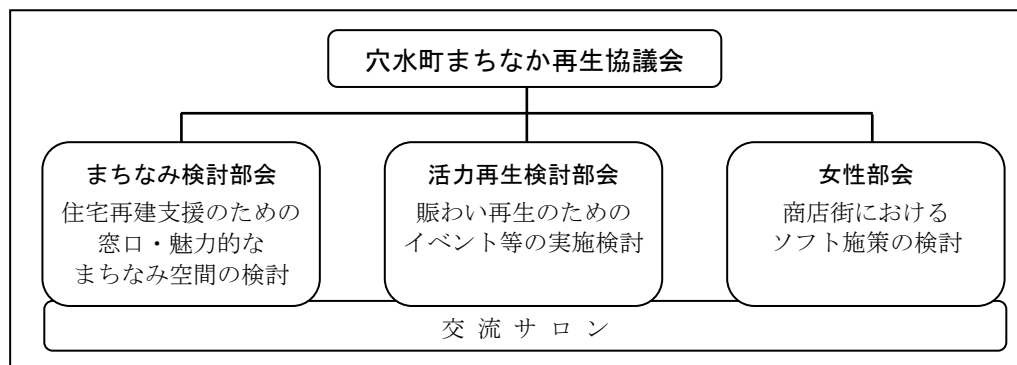 穴水町まちなか再生協議会
まちなみ検討部会
住宅再建支援のための
窓口・魅力的な
まちなみ空間の検討
活力再生検討部会
賑わい再生のための
イベント等の実施検討
女性部会
商店街における
ソフト施策の検討
交流サロン